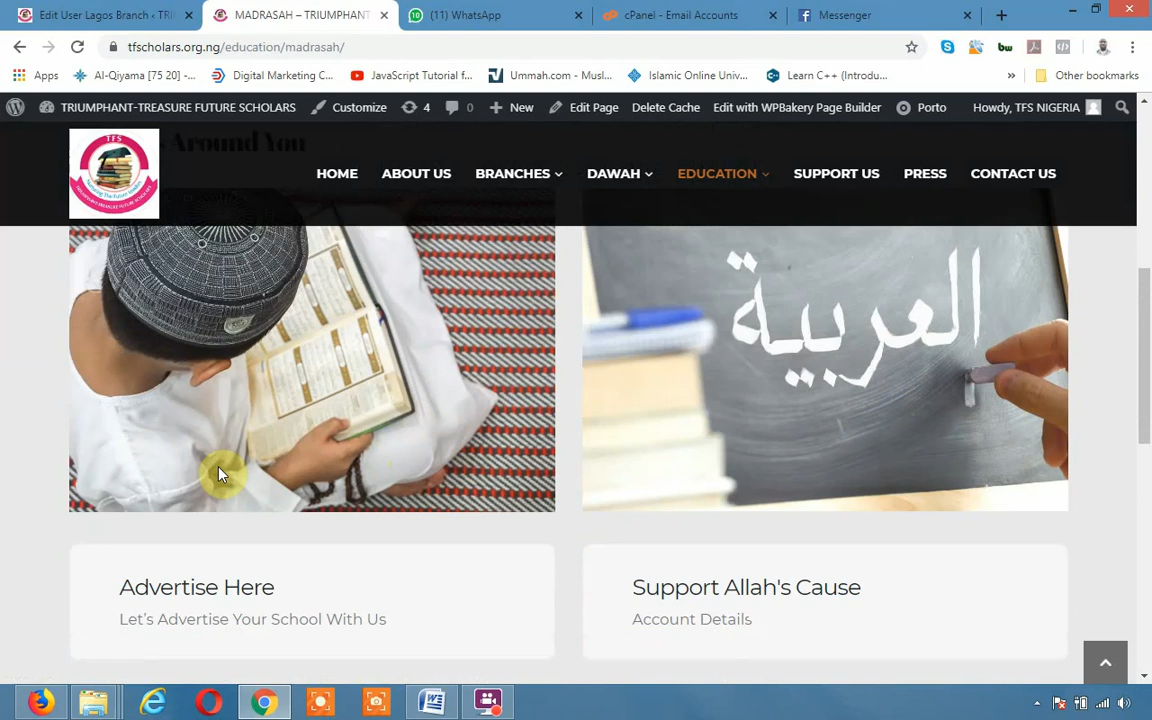 Edit User Lagos Branch ‹ TRI
MADRASAH – TRIUMPHANT
(11) WhatsApp
cPanel - Email Accounts
Messenger
tfscholars.org.ng/education/madrasah/
Apps
Al-Qiyama [75 20] -...
Digital Marketing C...
JavaScript Tutorial f...
Ummah.com - Musl...
Islamic Online Univ...
Learn C++ (Introdu...
Other bookmarks
TRIUMPHANT-TREASURE FUTURE SCHOLARS
Customize
4
0
New
Edit Page
Delete Cache
Edit with WPBakery Page Builder
Porto
Howdy, TFS NIGERIA
Around You
TFS
HOME
ABOUT US
BRANCHES
DAWAH
EDUCATION
SUPPORT US
PRESS
CONTACT US
العربية
Advertise Here
Let's Advertise Your School With Us
Support Allah's Cause
Account Details